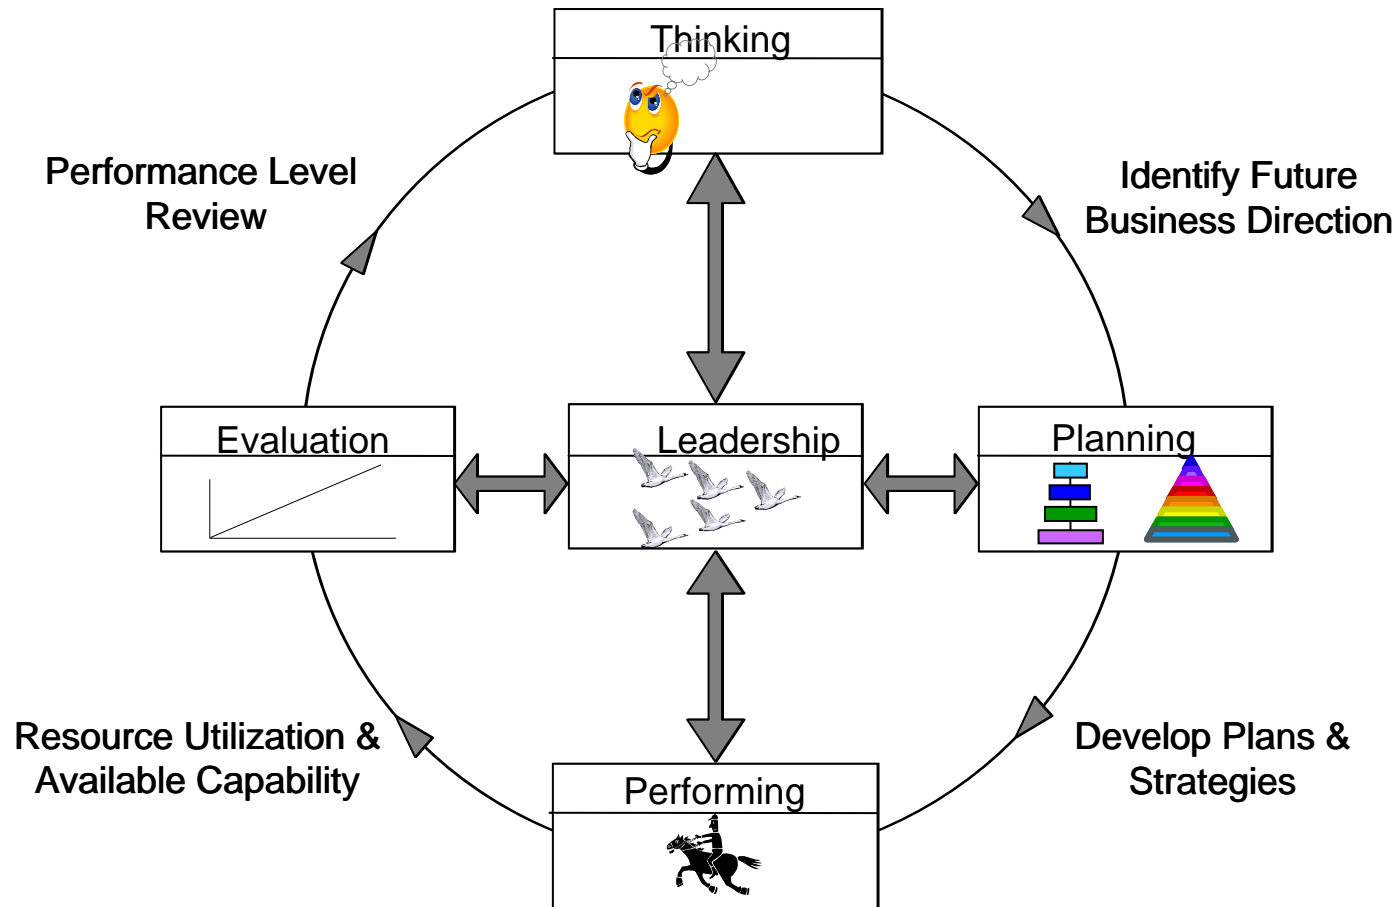 Thinking
Performance Level
Review
Identify Future
Business Direction
Evaluation
Leadership
Planning
Resource Utilization &
Available Capability
Develop Plans &
Strategies
Performing